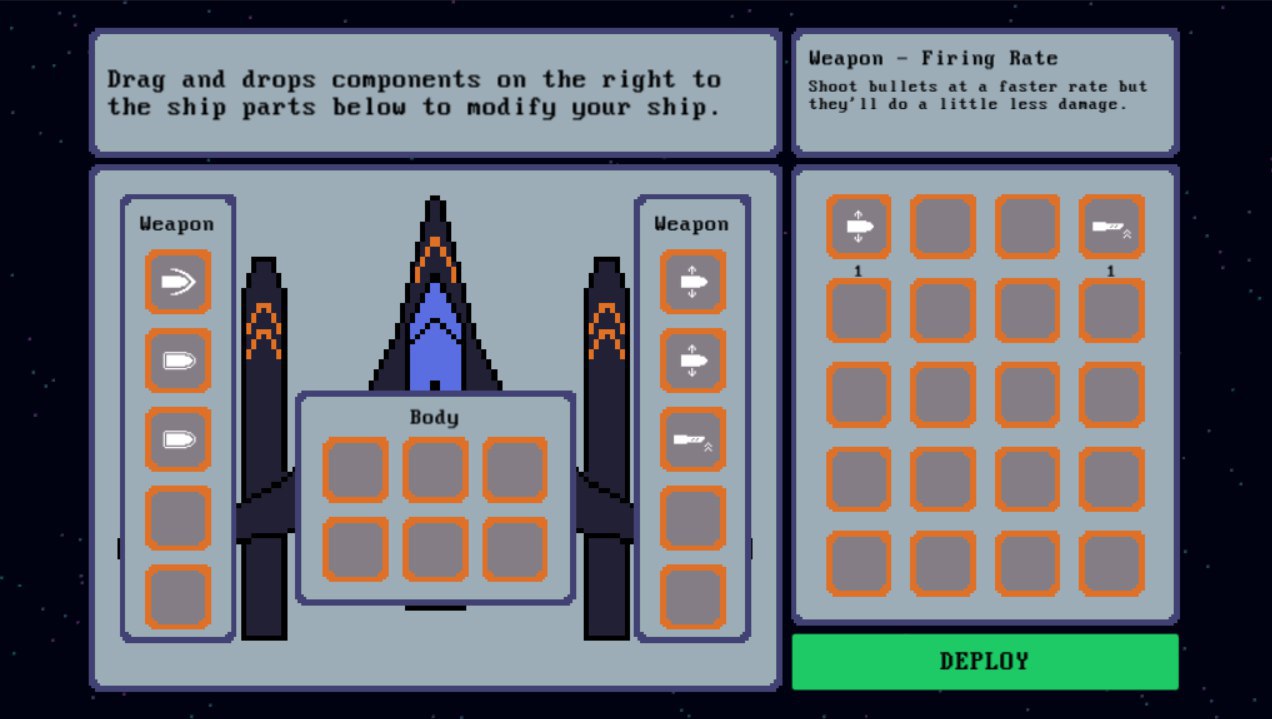 Drag and drops components on the right to
the ship parts below to modify your ship.
Weapon - Firing Rate
Shoot bullets at a faster rate but
they'll do a little less damage.
Weapon
Body
Weapon
1
1
DEPLOY